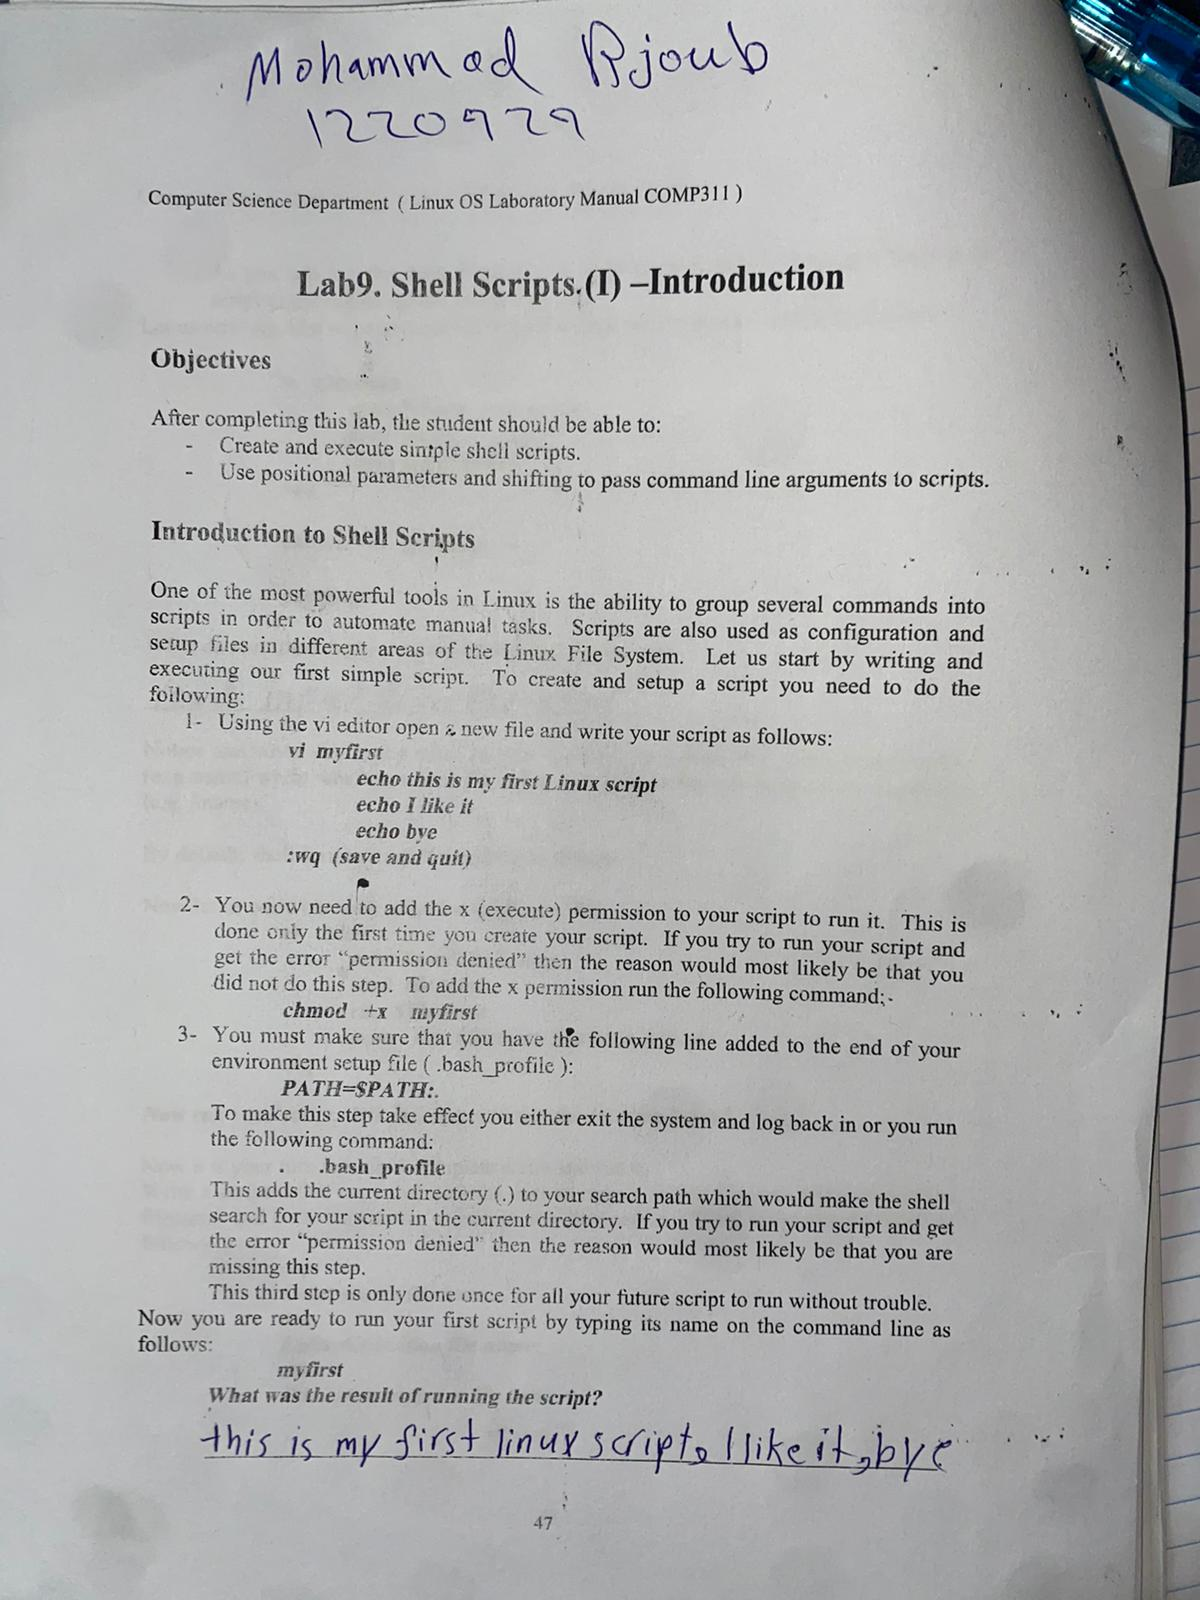 Mohammad Rjoub
1220929
Computer Science Department ( Linux OS Laboratory Manual COMP311 )
Lab9. Shell Scripts.(I) –Introduction
Objectives
After completing this lab, the student should be able to:
- Create and execute simple shell scripts.
- Use positional parameters and shifting to pass command line arguments to scripts.
Introduction to Shell Scripts
One of the most powerful tools in Linux is the ability to group several commands into
scripts in order to automate manual tasks. Scripts are also used as configuration and
setup files in different areas of the Linux File System. Let us start by writing and
executing our first simple script. To create and setup a script you need to do the
following:
1- Using the vi editor open a new file and write your script as follows:
vi myfirst
echo this is my first Linux script
echo I like it
echo bye
:wq (save and quit)
2- You now need to add the x (execute) permission to your script to run it. This is
done only the first time you create your script. If you try to run your script and
get the error “permission denied” then the reason would most likely be that you
did not do this step. To add the x permission run the following command;
chmod +x myfirst
3- You must make sure that you have the following line added to the end of your
environment setup file ( .bash_profile ):
PATH=$PATH:.
To make this step take effect you either exit the system and log back in or you run
the following command:
. .bash_profile
This adds the current directory (.) to your search path which would make the shell
search for your script in the current directory. If you try to run your script and get
the error “permission denied” then the reason would most likely be that you are
missing this step.
This third step is only done once for all your future script to run without trouble.
Now you are ready to run your first script by typing its name on the command line as
follows:
myfirst
What was the result of running the script?
this is my first linux script, I like it, bye
47